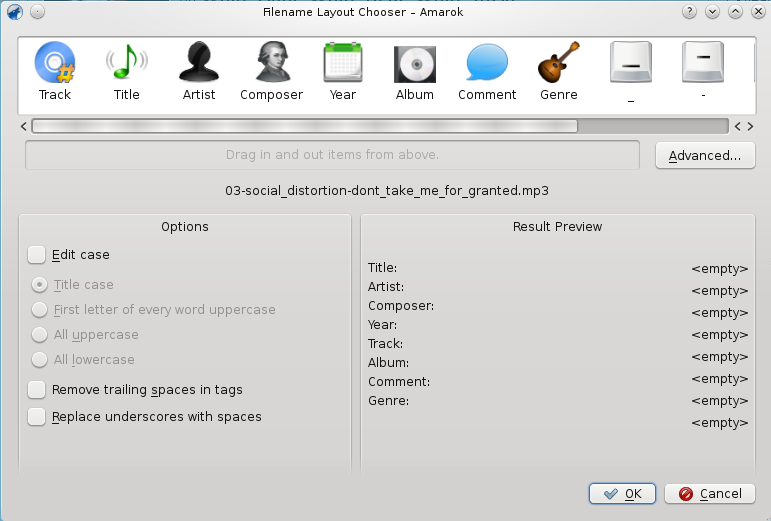 Filename Layout Chooser – Amarok
Track Title Artist Composer Year Album Comment Genre _ -
Drag in and out items from above.
Advanced...
03-social_distortion-dont_take_me_for_granted.mp3
Options
Edit case
Title case
First letter of every word uppercase
All uppercase
All lowercase
Remove trailing spaces in tags
Replace underscores with spaces
Result Preview
Title: <empty>
Artist: <empty>
Composer: <empty>
Year: <empty>
Track: <empty>
Album: <empty>
Comment: <empty>
Genre: <empty>
OK Cancel